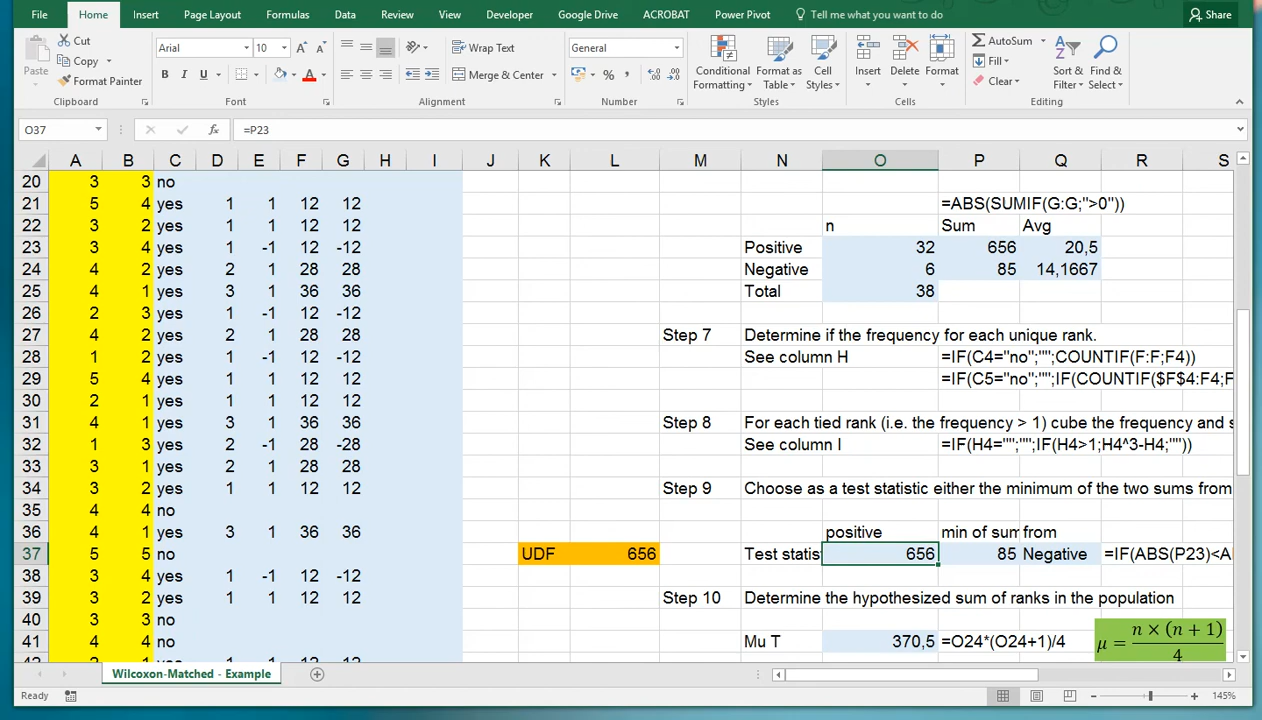 File Home Insert Page Layout Formulas Data Review View Developer Google Drive ACROBAT Power Pivot Tell me what you want to do Share
Paste Cut Copy Format Painter Clipboard
Arial 10 B I U Font
Wrap Text Merge & Center Alignment
General % Number
Conditional Formatting Format as Table Cell Styles Styles
Insert Delete Format Cells
AutoSum Fill Clear Sort & Filter Find & Select Editing
O37 fx =P23
A B C D E F G H I J K L M N O P Q R S
20 3 3 no
21 5 4 yes 1 1 12 12 =ABS(SUMIF(G:G;">0"))
22 3 2 yes 1 1 12 12 n Sum Avg
23 3 4 yes 1 -1 12 -12 Positive 32 656 20,5
24 4 2 yes 2 1 28 28 Negative 6 85 14,1667
25 4 1 yes 3 1 36 36 Total 38
26 2 3 yes 1 -1 12 -12
27 4 2 yes 2 1 28 28 Step 7 Determine if the frequency for each unique rank.
28 1 2 yes 1 -1 12 -12 See column H =IF(C4="no";"";COUNTIF(F:F;F4))
29 5 4 yes 1 1 12 12 =IF(C5="no";"";IF(COUNTIF($F$4:F4;F
30 2 1 yes 1 1 12 12
31 4 1 yes 3 1 36 36 Step 8 For each tied rank (i.e. the frequency > 1) cube the frequency and s
32 1 3 yes 2 -1 28 -28 See column I =IF(H4="";"";IF(H4>1;H4^3-H4;""))
33 3 1 yes 2 1 28 28
34 3 2 yes 1 1 12 12 Step 9 Choose as a test statistic either the minimum of the two sums from
35 4 4 no
36 4 1 yes 3 1 36 36 positive min of sum from
37 5 5 no UDF 656 Test statis 656 85 Negative =IF(ABS(P23)<A
38 3 4 yes 1 -1 12 -12
39 3 2 yes 1 1 12 12 Step 10 Determine the hypothesized sum of ranks in the population
40 3 3 no
41 4 4 no Mu T 370,5 =O24*(O24+1)/4 μ = n × (n + 1) / 4
Wilcoxon-Matched - Example
Ready 145%